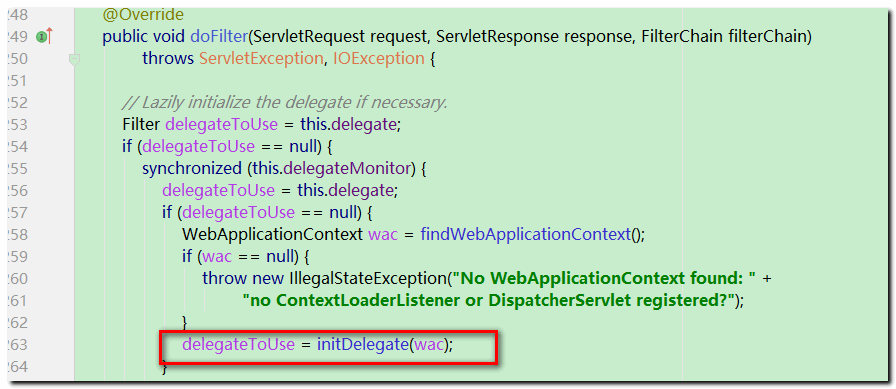 248 @Override
249 public void doFilter(ServletRequest request, ServletResponse response, FilterChain filterChain)
250 throws ServletException, IOException {
251
252 // Lazily initialize the delegate if necessary.
253 Filter delegateToUse = this.delegate;
254 if (delegateToUse == null) {
255 synchronized (this.delegateMonitor) {
256 delegateToUse = this.delegate;
257 if (delegateToUse == null) {
258 WebApplicationContext wac = findWebApplicationContext();
259 if (wac == null) {
260 throw new IllegalStateException("No WebApplicationContext found: " +
261 "no ContextLoaderListener or DispatcherServlet registered?");
262 }
263 delegateToUse = initDelegate(wac);
264 }